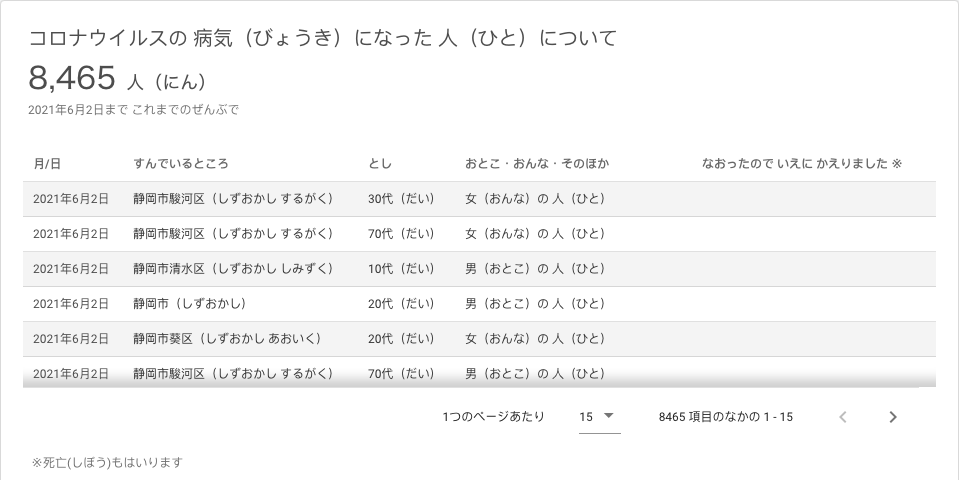 コロナウイルスの 病気（びょうき）になった 人（ひと）について
8,465 人（にん）
2021年6月2日まで これまでのぜんぶで
月/日 すんでいるところ とし おとこ・おんな・そのほか なおったので いえに かえりました ※
2021年6月2日 静岡市駿河区（しずおかし するがく） 30代（だい） 女（おんな）の 人（ひと）
2021年6月2日 静岡市駿河区（しずおかし するがく） 70代（だい） 女（おんな）の 人（ひと）
2021年6月2日 静岡市清水区（しずおかし しみずく） 10代（だい） 男（おとこ）の 人（ひと）
2021年6月2日 静岡市（しずおかし） 20代（だい） 男（おとこ）の 人（ひと）
2021年6月2日 静岡市葵区（しずおかし あおいく） 20代（だい） 女（おんな）の 人（ひと）
2021年6月2日 静岡市駿河区（しずおかし するがく） 70代（だい） 男（おとこ）の 人（ひと）
1つのページあたり 15 8465 項目のなかの 1 - 15
※死亡(しぼう)もはいります